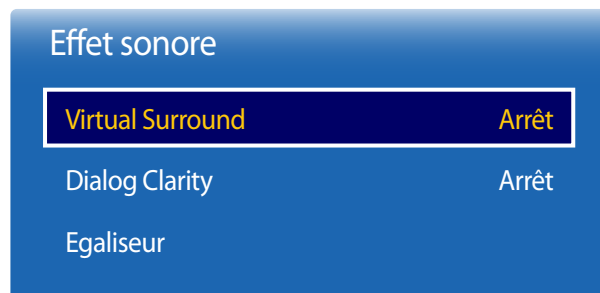 Effet sonore
Virtual Surround Arrêt
Dialog Clarity Arrêt
Egaliseur